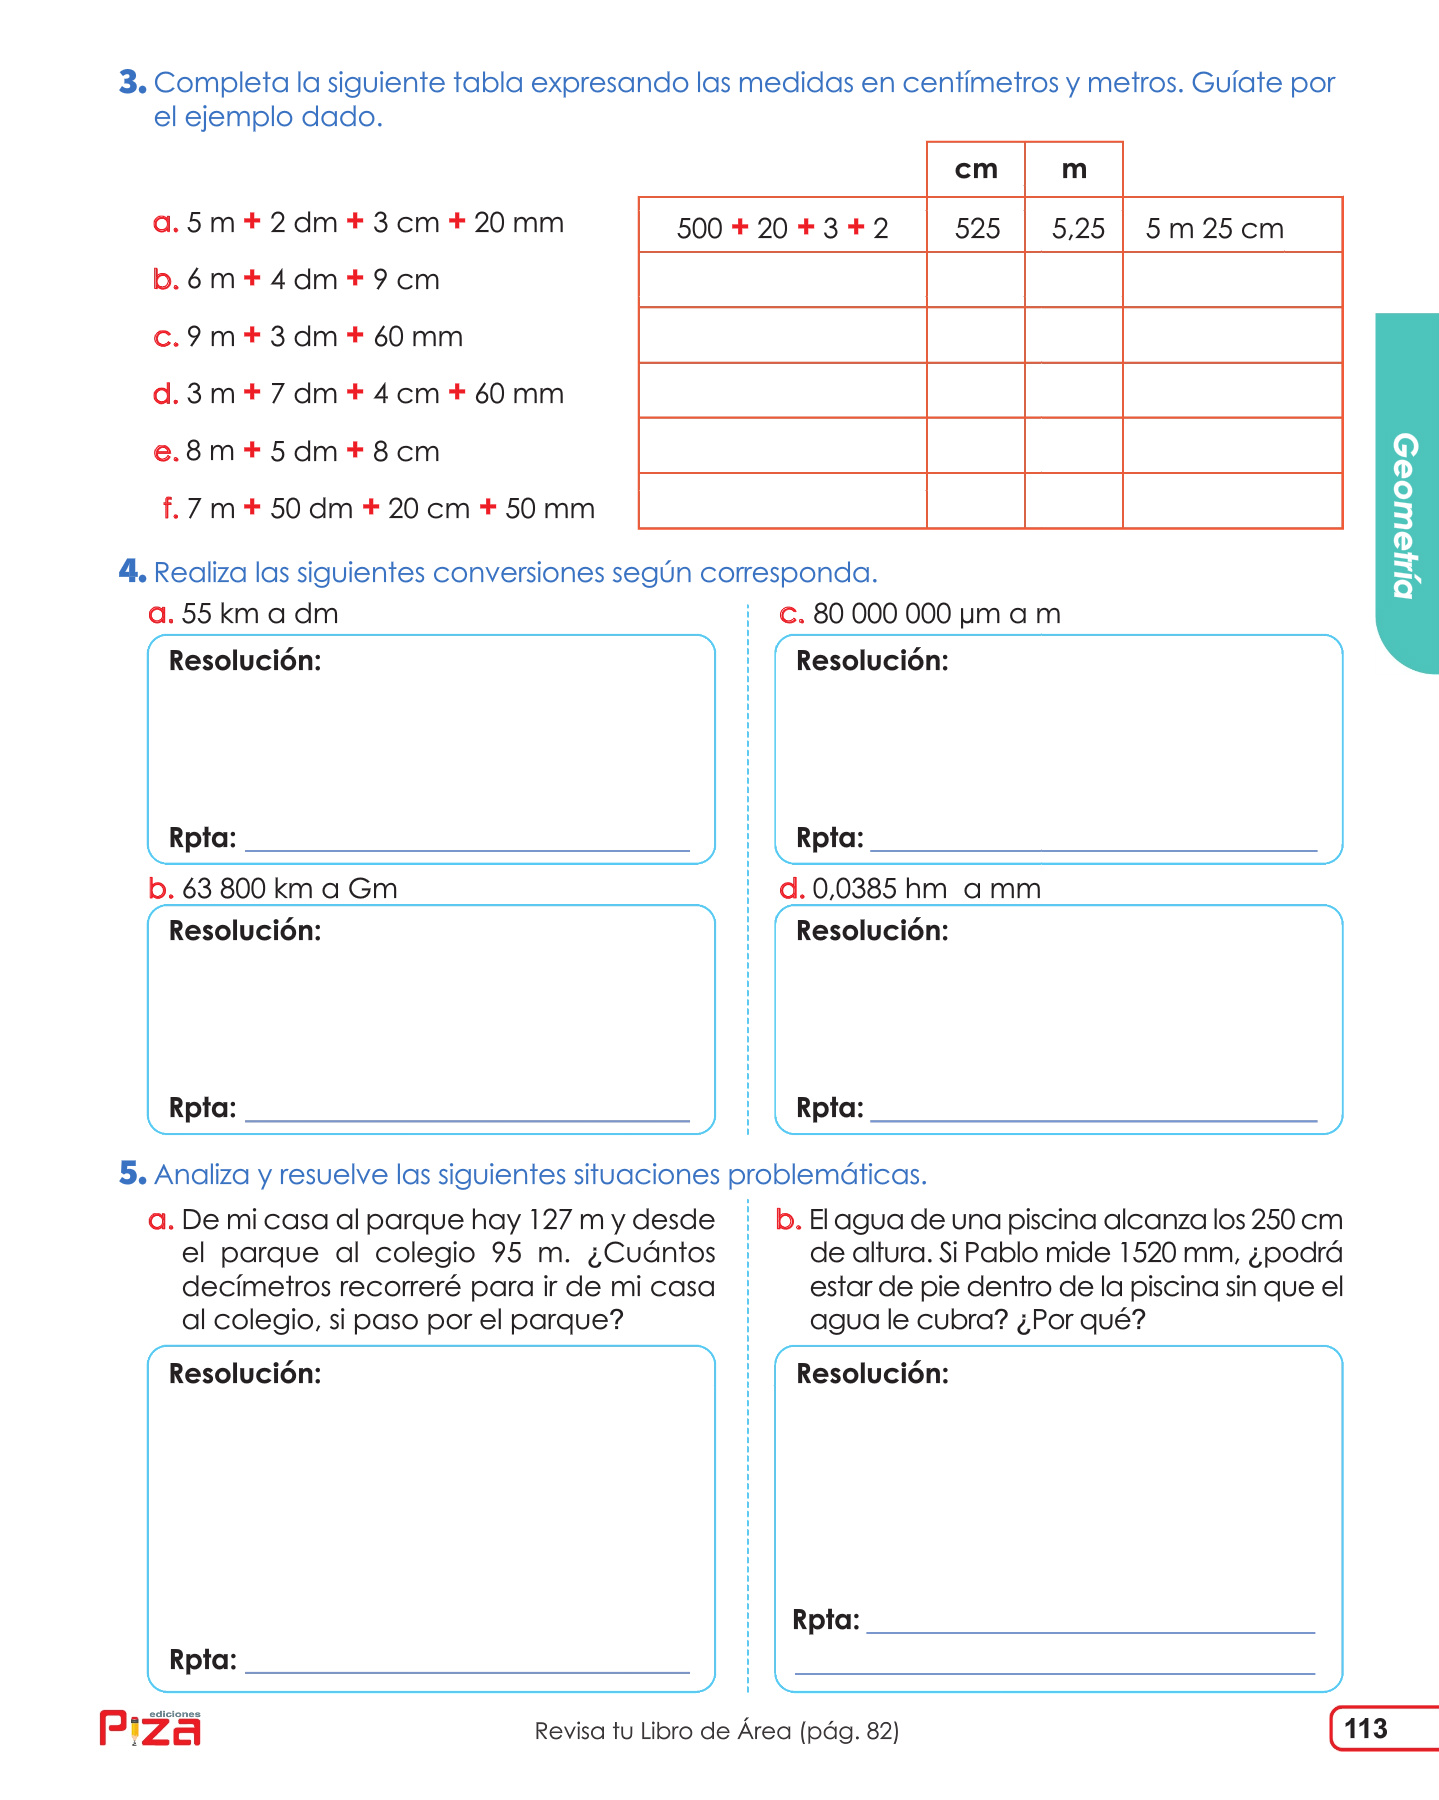 3. Completa la siguiente tabla expresando las medidas en centímetros y metros. Guíate por
el ejemplo dado.
cm m
a. 5 m + 2 dm + 3 cm + 20 mm
500 + 20 + 3 + 2 525 5,25 5 m 25 cm
b. 6 m + 4 dm + 9 cm
c. 9 m + 3 dm + 60 mm
d. 3 m + 7 dm + 4 cm + 60 mm
e. 8 m + 5 dm + 8 cm
f. 7 m + 50 dm + 20 cm + 50 mm
Geometría
4. Realiza las siguientes conversiones según corresponda.
a. 55 km a dm
Resolución:
Rpta:
c. 80 000 000 µm a m
Resolución:
Rpta:
b. 63 800 km a Gm
Resolución:
Rpta:
d. 0,0385 hm a mm
Resolución:
Rpta:
5. Analiza y resuelve las siguientes situaciones problemáticas.
a. De mi casa al parque hay 127 m y desde
el parque al colegio 95 m. ¿Cuántos
decímetros recorreré para ir de mi casa
al colegio, si paso por el parque?
Resolución:
Rpta:
b. El agua de una piscina alcanza los 250 cm
de altura. Si Pablo mide 1520 mm, ¿podrá
estar de pie dentro de la piscina sin que el
agua le cubra? ¿Por qué?
Resolución:
Rpta:
ediciones
Piza
Revisa tu Libro de Área (pág. 82)
113